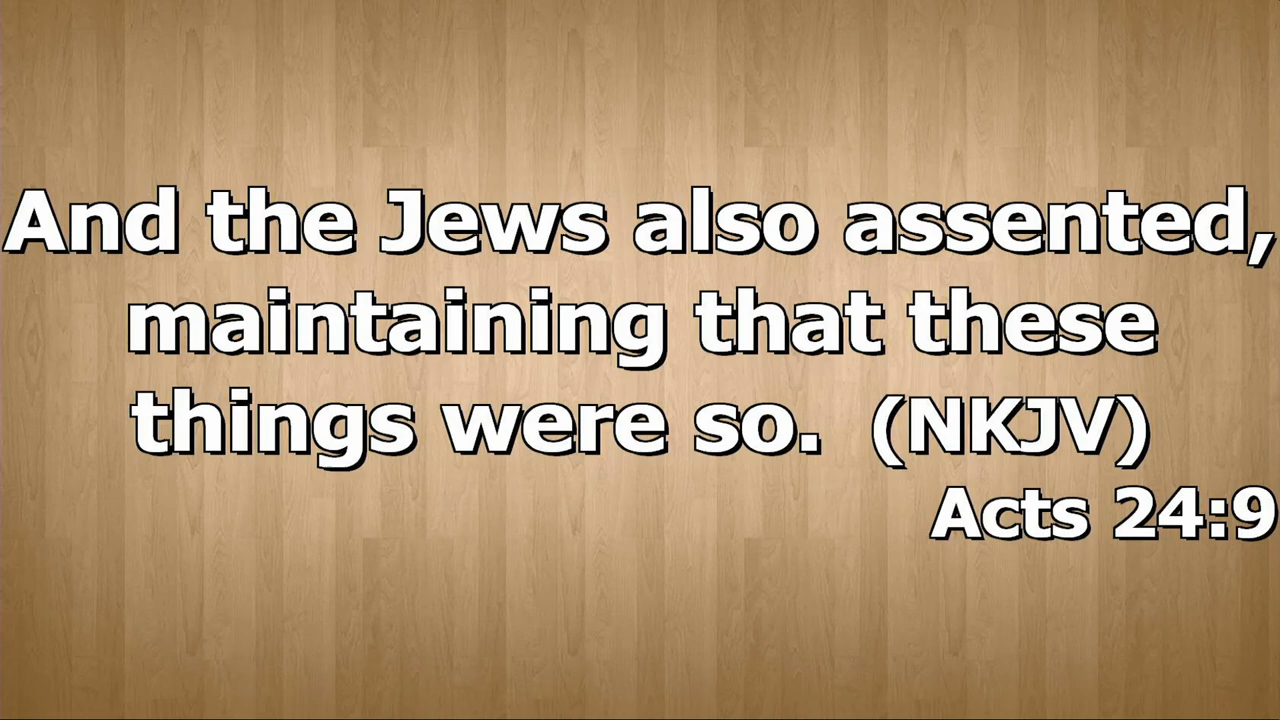 And the Jews also assented,
maintaining that these
things were so.  (NKJV)
Acts 24:9